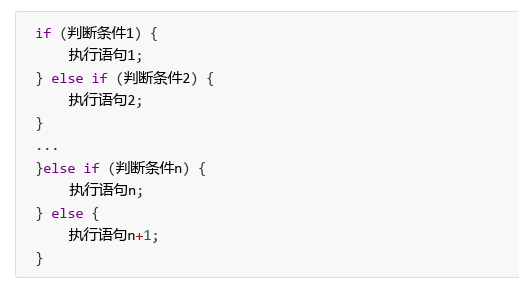 if (判断条件1) {
    执行语句1;
} else if (判断条件2) {
    执行语句2;
}
...
}else if (判断条件n) {
    执行语句n;
} else {
    执行语句n+1;
}